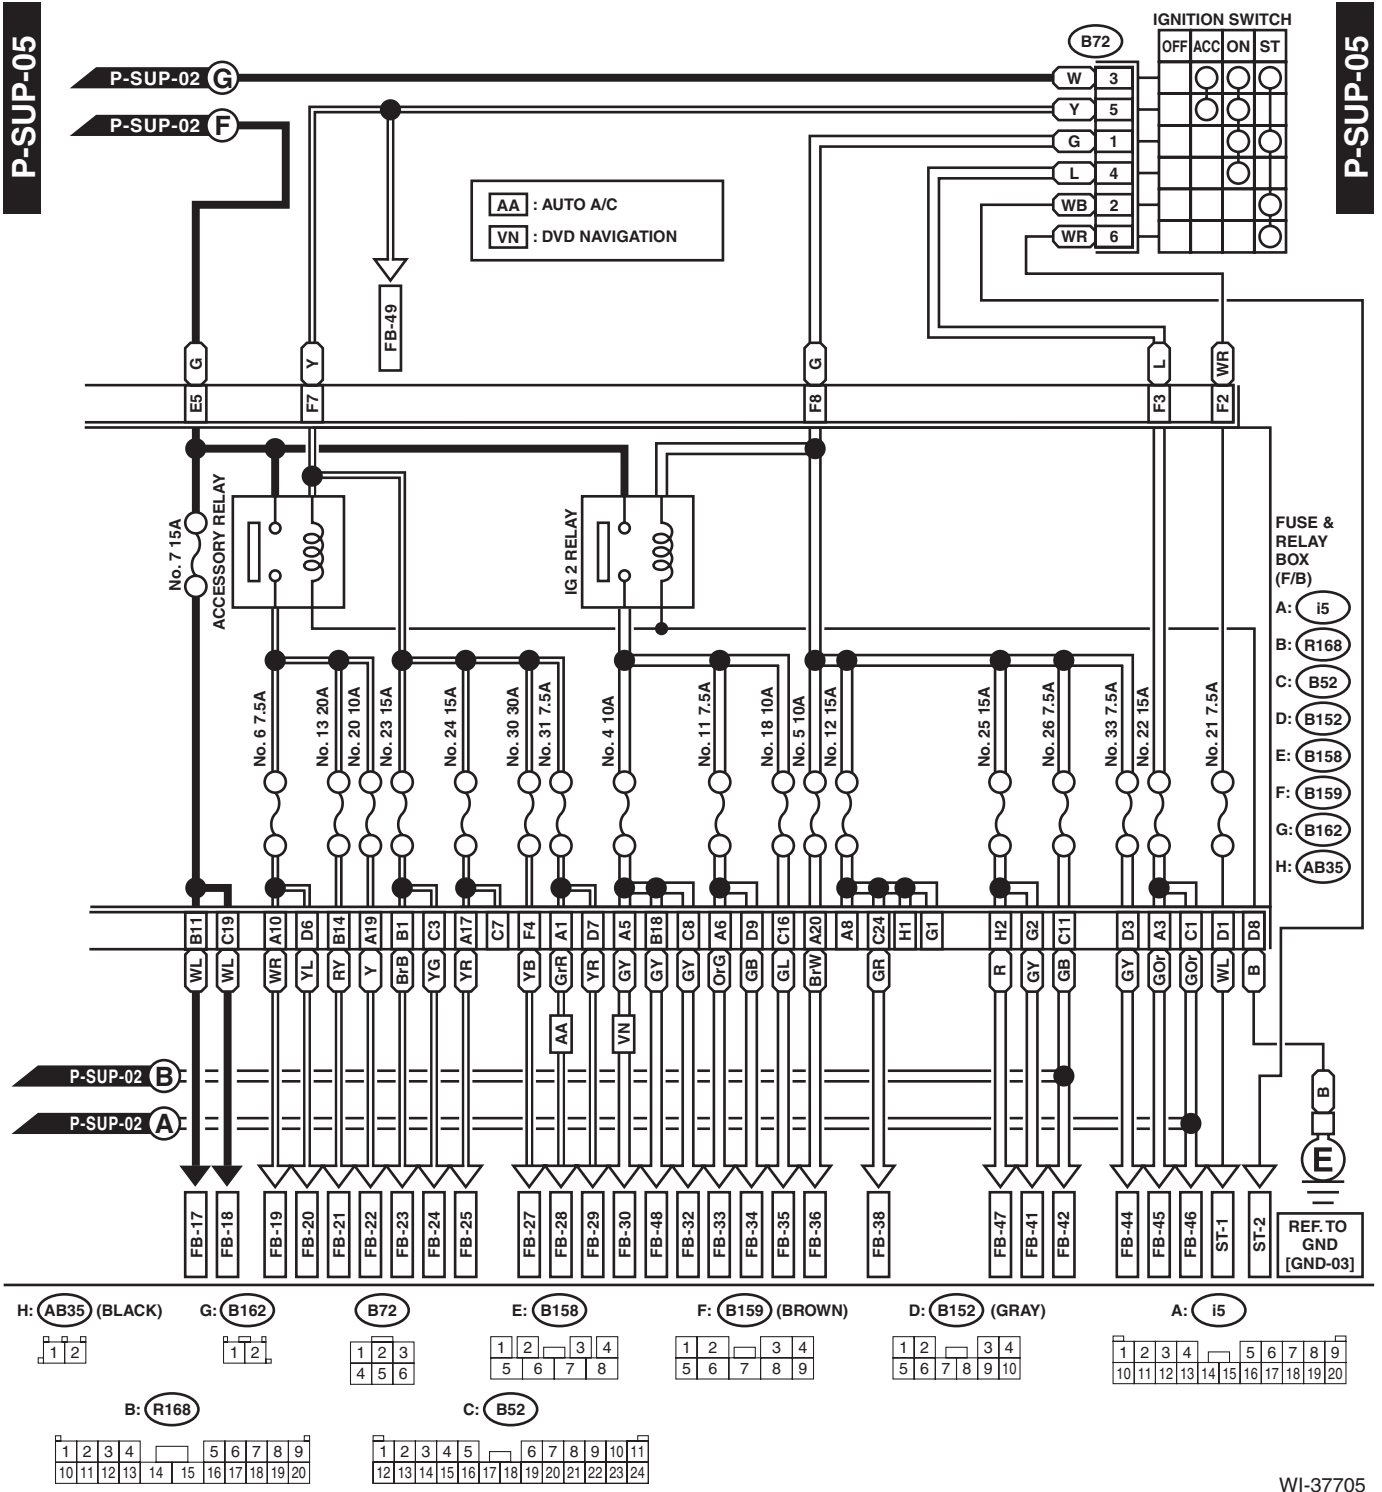 P-SUP-05
P-SUP-05
IGNITION SWITCH
B72
OFF ACC ON ST
P-SUP-02 G
W 3
P-SUP-02 F
Y 5
G 1
L 4
WB 2
WR 6
AA : AUTO A/C
VN : DVD NAVIGATION
FB-49
G Y G L WR
E5 F7 F8 F3 F2
No. 7 15A
ACCESSORY RELAY
IG 2 RELAY
FUSE &
RELAY
BOX
(F/B)
A: i5
B: R168
C: B52
D: B152
E: B158
F: B159
G: B162
H: AB35
No. 6 7.5A
No. 13 20A
No. 20 10A
No. 23 15A
No. 24 15A
No. 30 30A
No. 31 7.5A
No. 4 10A
No. 11 7.5A
No. 18 10A
No. 5 10A
No. 12 15A
No. 25 15A
No. 26 7.5A
No. 33 7.5A
No. 22 15A
No. 21 7.5A
B11 C19 A10 D6 B14 A19 B1 C3 A17 C7 F4 A1 D7 A5 B18 C8 A6 D9 C16 A20 A8 C24 H1 G1 H2 G2 C11 D3 A3 C1 D1 D8
WL WL WR YL RY Y BrB YG YR YB GrR YR GY GY GY OrG GB GL BrW GR R GY GB GY GOr GOr WL B
AA VN
P-SUP-02 B
B
P-SUP-02 A
E
FB-17 FB-18 FB-19 FB-20 FB-21 FB-22 FB-23 FB-24 FB-25 FB-27 FB-28 FB-29 FB-30 FB-48 FB-32 FB-33 FB-34 FB-35 FB-36 FB-38 FB-47 FB-41 FB-42 FB-44 FB-45 FB-46 ST-1 ST-2
REF. TO
GND
[GND-03]
H: AB35 (BLACK) G: B162 B72 E: B158 F: B159 (BROWN) D: B152 (GRAY) A: i5
1 2
1 2
1 2 3
4 5 6
1 2 3 4
5 6 7 8
1 2 3 4
5 6 7 8 9
1 2 3 4
5 6 7 8 9 10
1 2 3 4 5 6 7 8 9
10 11 12 13 14 15 16 17 18 19 20
B: R168 C: B52
1 2 3 4 5 6 7 8 9
10 11 12 13 14 15 16 17 18 19 20
1 2 3 4 5 6 7 8 9 10 11
12 13 14 15 16 17 18 19 20 21 22 23 24
WI-37705